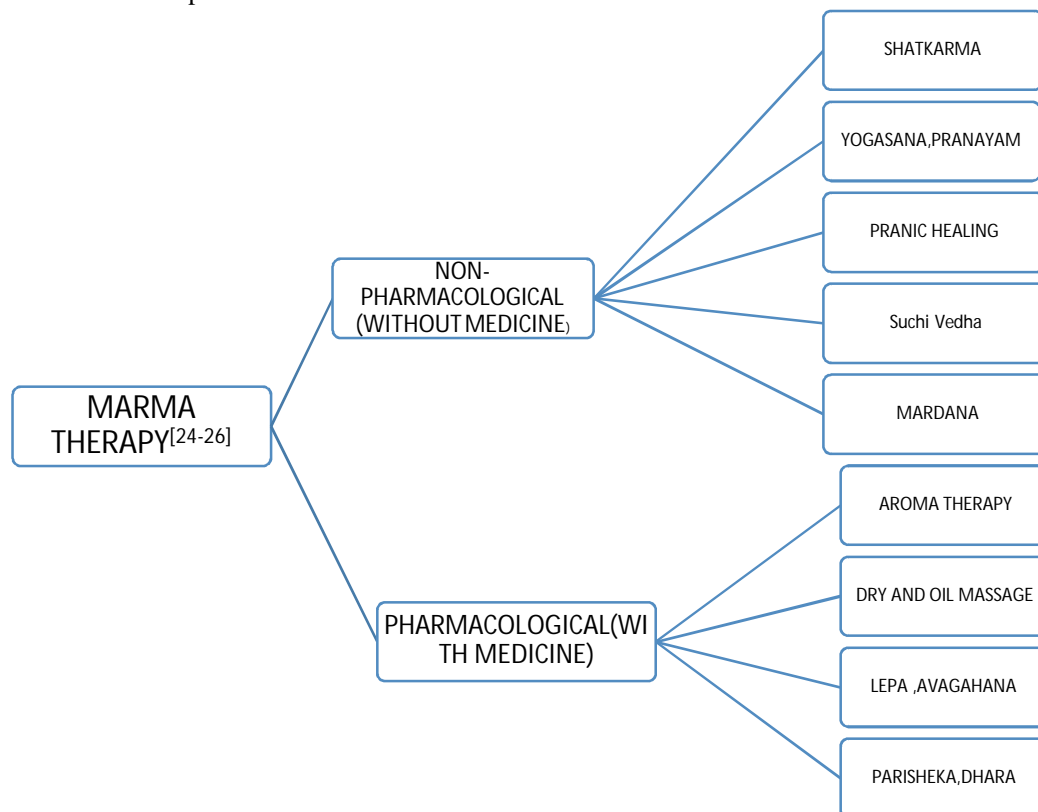 SHATKARMA
YOGASANA,PRANAYAM
PRANIC HEALING
NON-
PHARMACOLOGICAL
(WITHOUT MEDICINE)
Suchi Vedha
MARDANA
MARMA
THERAPY[24-26]
AROMA THERAPY
DRY AND OIL MASSAGE
PHARMACOLOGICAL(WI
TH MEDICINE)
LEPA ,AVAGAHANA
PARISHEKA,DHARA